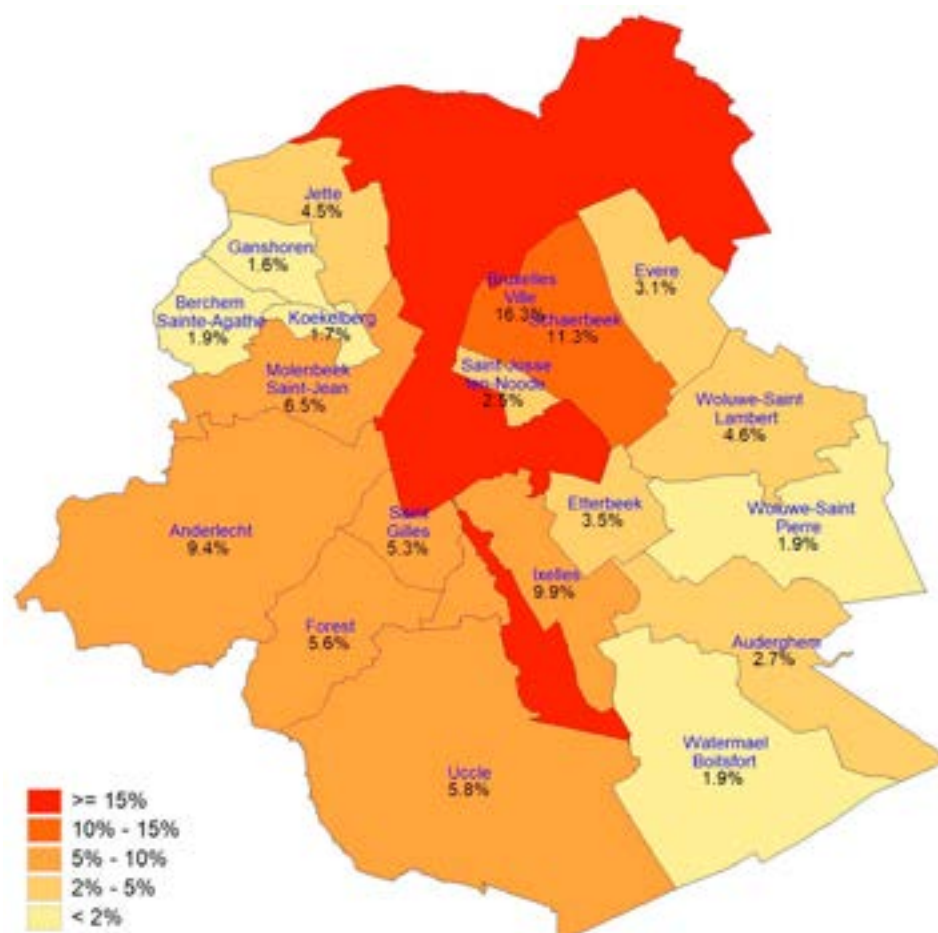 Jette
4.5%
Ganshoren
1.6%
Berchem
Sainte-Agathe
1.9%
Koekelberg
1.7%
Molenbeek
Saint-Jean
6.5%
Bruxelles
Ville
16.3%
Schaerbeek
11.3%
Evere
3.1%
Saint-Josse
ten-Noode
2.5%
Woluwe-Saint
Lambert
4.6%
Anderlecht
9.4%
Saint
Gilles
5.3%
Etterbeek
3.5%
Woluwe-Saint
Pierre
1.9%
Ixelles
9.9%
Forest
5.6%
Auderghem
2.7%
Uccle
5.8%
Watermael
Boitsfort
1.9%
>= 15%
10% - 15%
5% - 10%
2% - 5%
< 2%